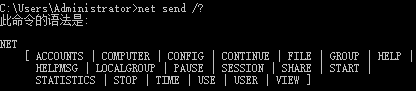 C:\Users\Administrator>net send /?
此命令的语法是:
NET
[ ACCOUNTS | COMPUTER | CONFIG | CONTINUE | FILE | GROUP | HELP |
HELPMSG | LOCALGROUP | PAUSE | SESSION | SHARE | START |
STATISTICS | STOP | TIME | USE | USER | VIEW ]